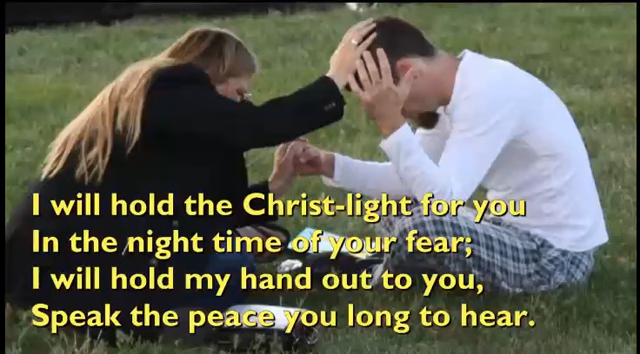 I will hold the Christ-light for you
In the night time of your fear;
I will hold my hand out to you,
Speak the peace you long to hear.